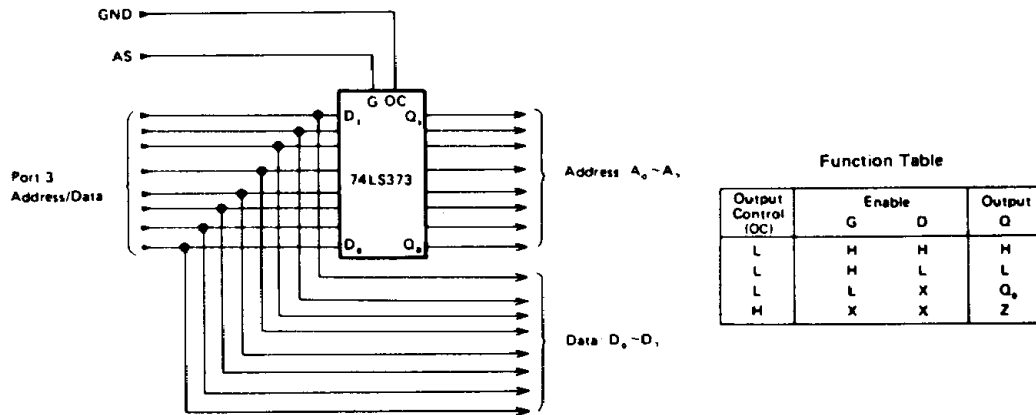 GND
AS
G OC
D₁ Q₁
Port 3
Address/Data
74LS373
Address: A₀~A₇
D₈ Q₈
Data: D₀~D₇
Function Table
Output Control (OC) Enable Output
G D Q
L H H H
L H L L
L L X Q₀
H X X Z